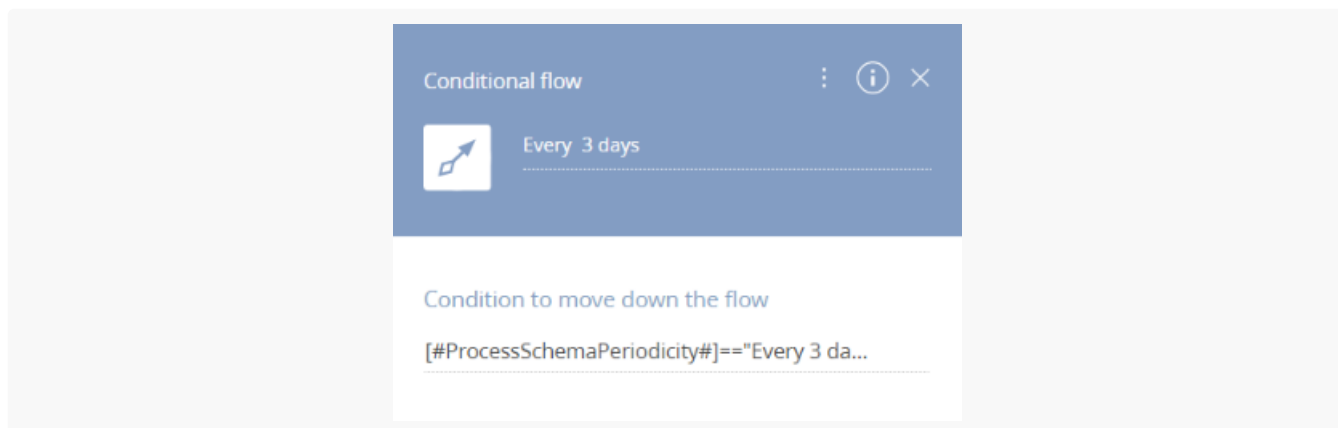 Conditional flow
Every 3 days
Condition to move down the flow
[#ProcessSchemaPeriodicity#]=="Every 3 da...